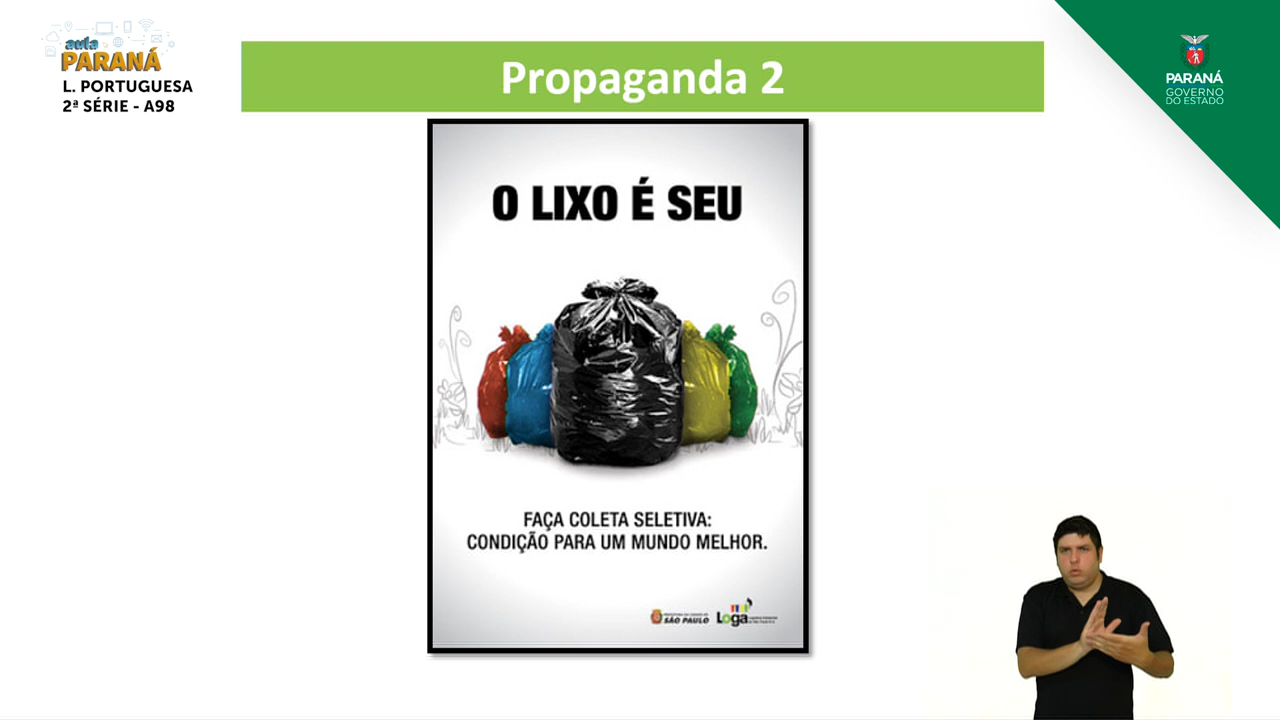 aula
PARANÁ
L. PORTUGUESA
2ª SÉRIE - A98
Propaganda 2
PARANÁ
GOVERNO
DO ESTADO
O LIXO É SEU
FAÇA COLETA SELETIVA:
CONDIÇÃO PARA UM MUNDO MELHOR.
SÃO PAULO
Loga